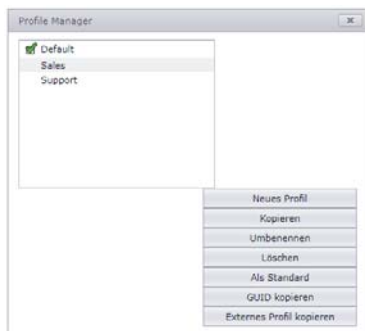 Profile Manager
Default
Sales
Support
Neues Profil
Kopieren
Umbenennen
Löschen
Als Standard
GUID kopieren
Externes Profil kopieren